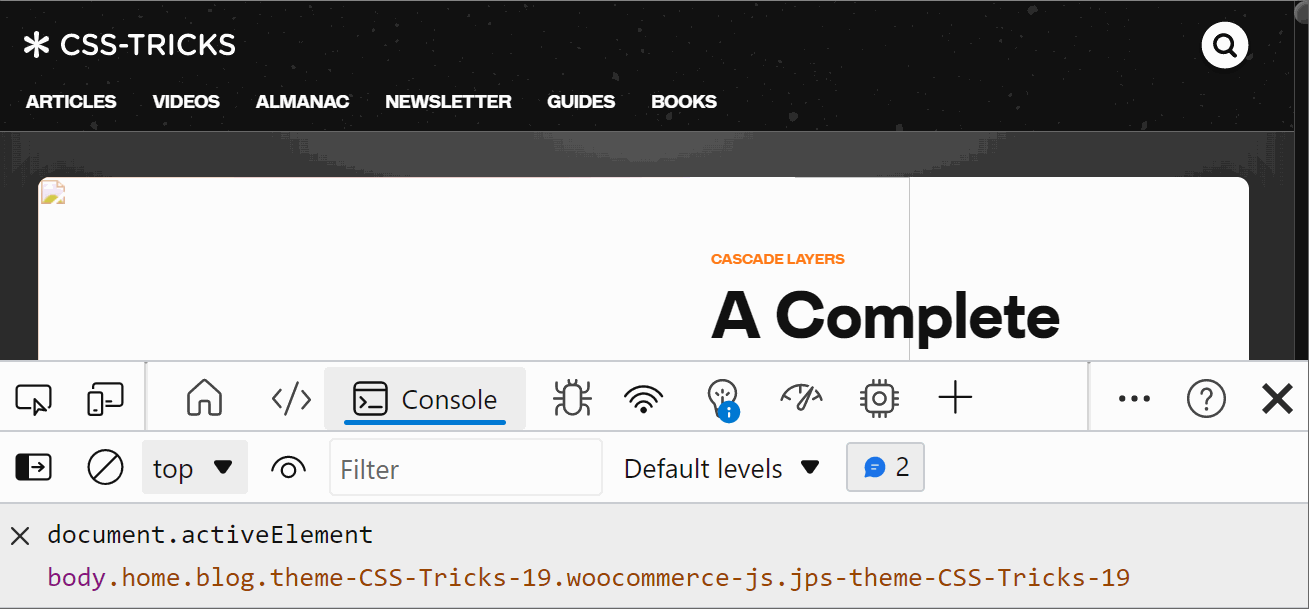 CSS-TRICKS
ARTICLES VIDEOS ALMANAC NEWSLETTER GUIDES BOOKS
CASCADE LAYERS
A Complete
Console
top Filter Default levels 2
document.activeElement
body.home.blog.theme-CSS-Tricks-19.woocommerce-js.jps-theme-CSS-Tricks-19